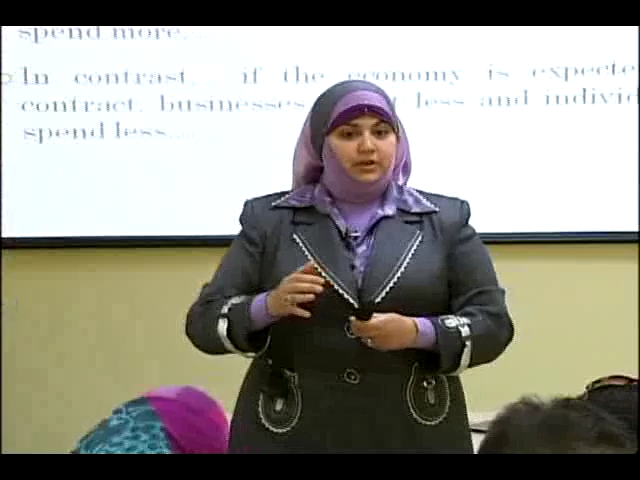 spend more...
In contrast... if the economy is expecte
contract, businesses less and individ
spend less...